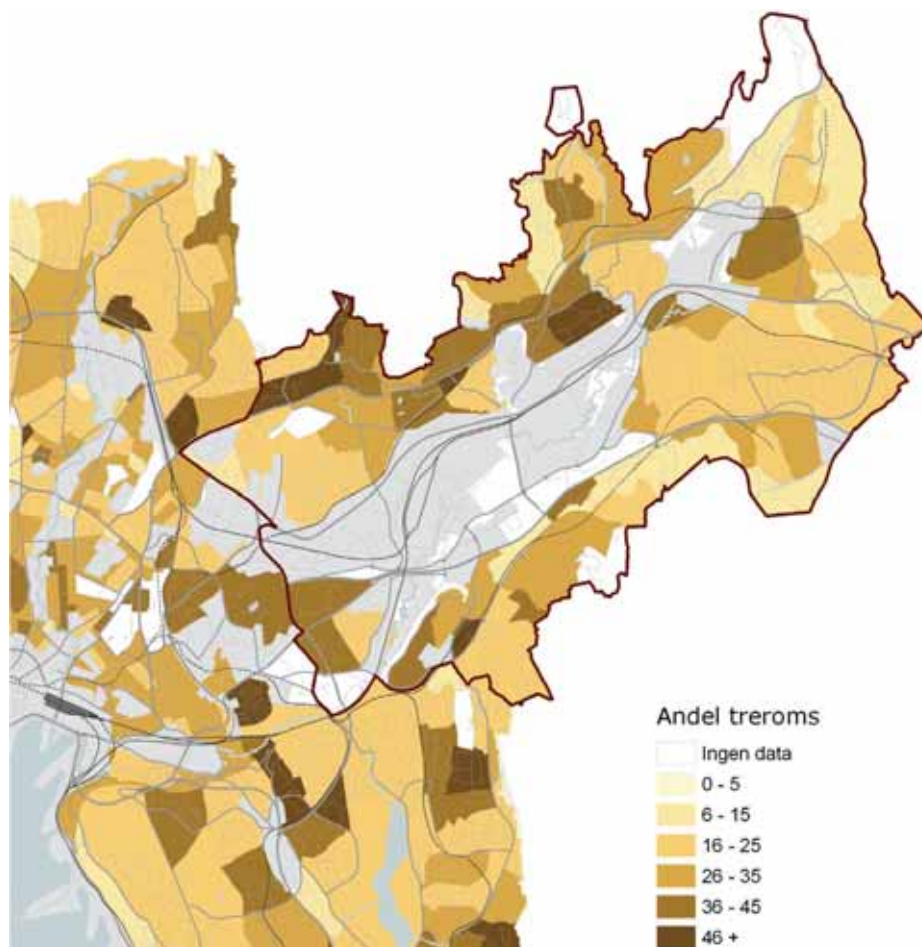 Andel treroms
Ingen data
0 - 5
6 - 15
16 - 25
26 - 35
36 - 45
46 +